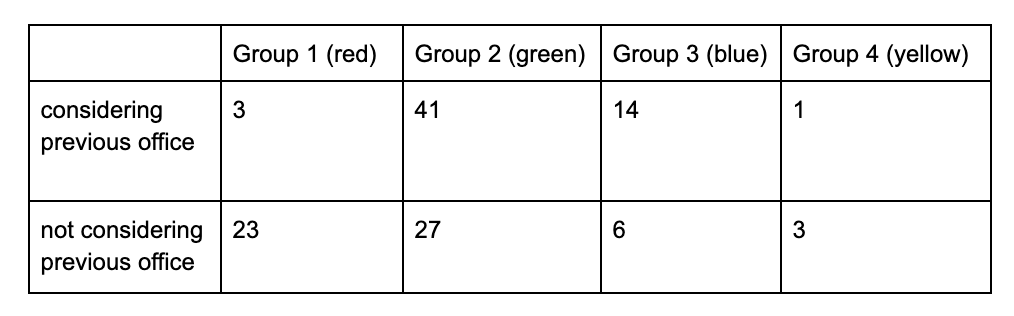 Group 1 (red) Group 2 (green) Group 3 (blue) Group 4 (yellow)
considering 3 41 14 1
previous office
not considering 23 27 6 3
previous office